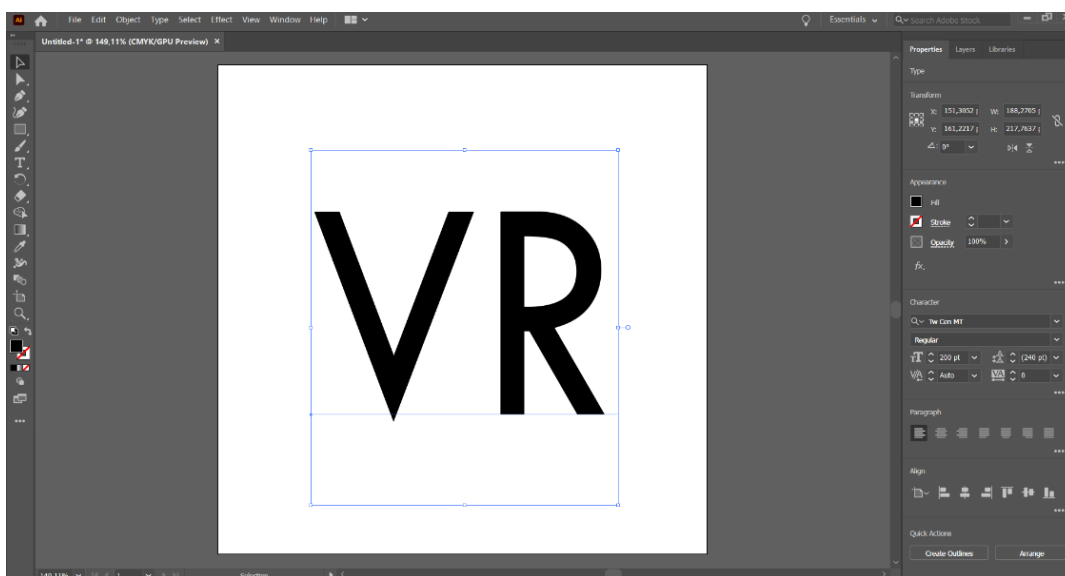 Ai File Edit Object Type Select Effect View Window Help Essentials Search Adobe Stock
Untitled-1* @ 149,11% (CMYK/GPU Preview) ×
Properties Layers Libraries
Type
Transform
X: 151,3052 W: 188,2705
Y: 161,2217 H: 217,7637
0°
Appearance
Fill
Stroke
Opacity 100%
fx.
Character
Tw Cen MT
Regular
200 pt (240 pt)
Auto 0
Paragraph
Align
Quick Actions
Create Outlines Arrange
VR
149,11% 1 Selection